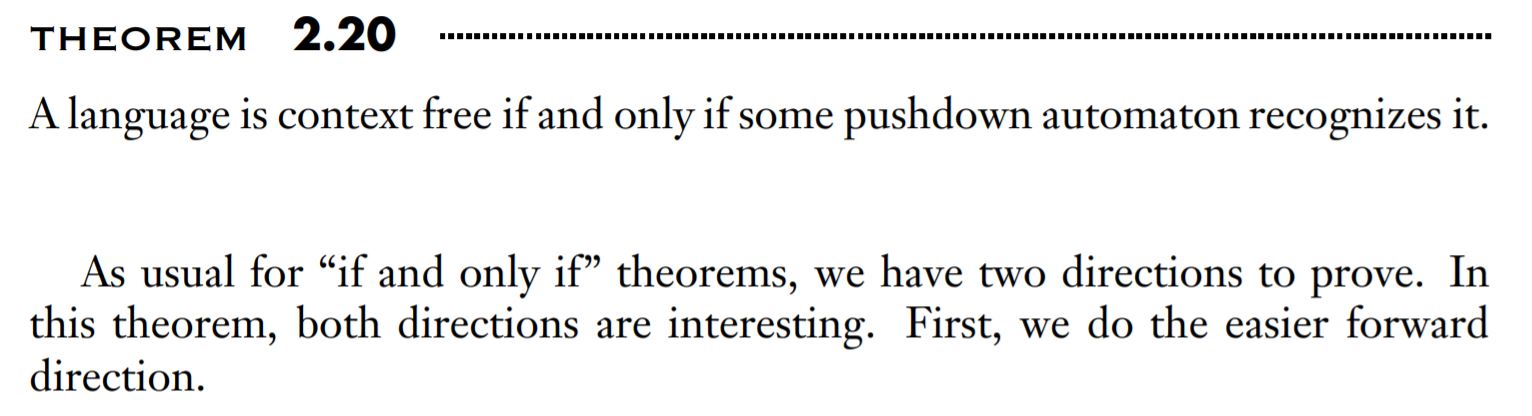 THEOREM 2.20
A language is context free if and only if some pushdown automaton recognizes it.
As usual for “if and only if” theorems, we have two directions to prove. In
this theorem, both directions are interesting. First, we do the easier forward
direction.